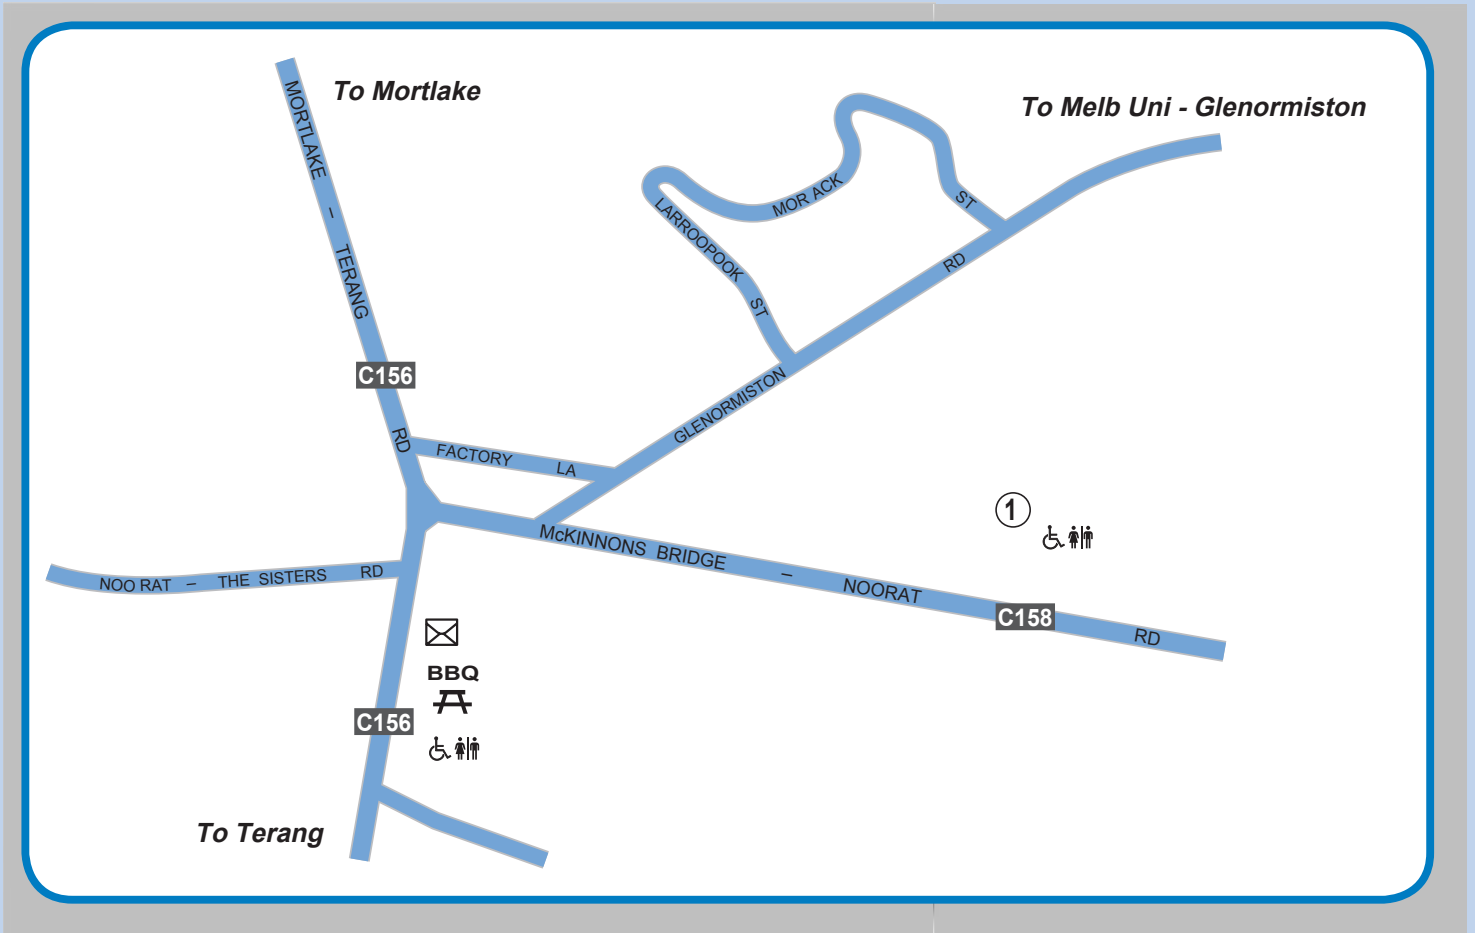 To Mortlake
To Melb Uni - Glenormiston
MORTLAKE – TERANG RD
MOR ACK ST
LARROOPOOK ST
GLENORMISTON RD
C156
FACTORY LA
1
McKINNONS BRIDGE – NOORAT RD
NOO RAT – THE SISTERS RD
C158
BBQ
C156
To Terang